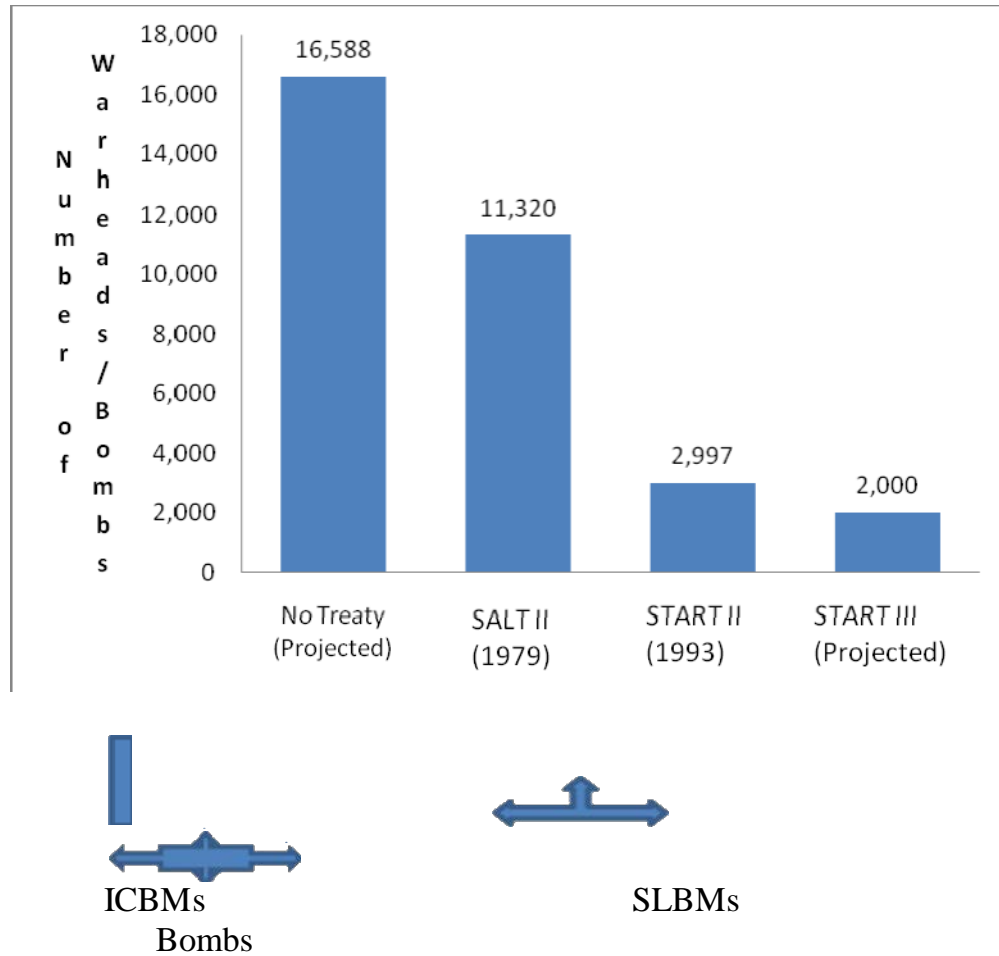 Number of
Warheads/Bombs
18,000
16,000
14,000
12,000
10,000
8,000
6,000
4,000
2,000
0
16,588
11,320
2,997
2,000
No Treaty
(Projected)
SALT II
(1979)
START II
(1993)
START III
(Projected)
ICBMs SLBMs
Bombs